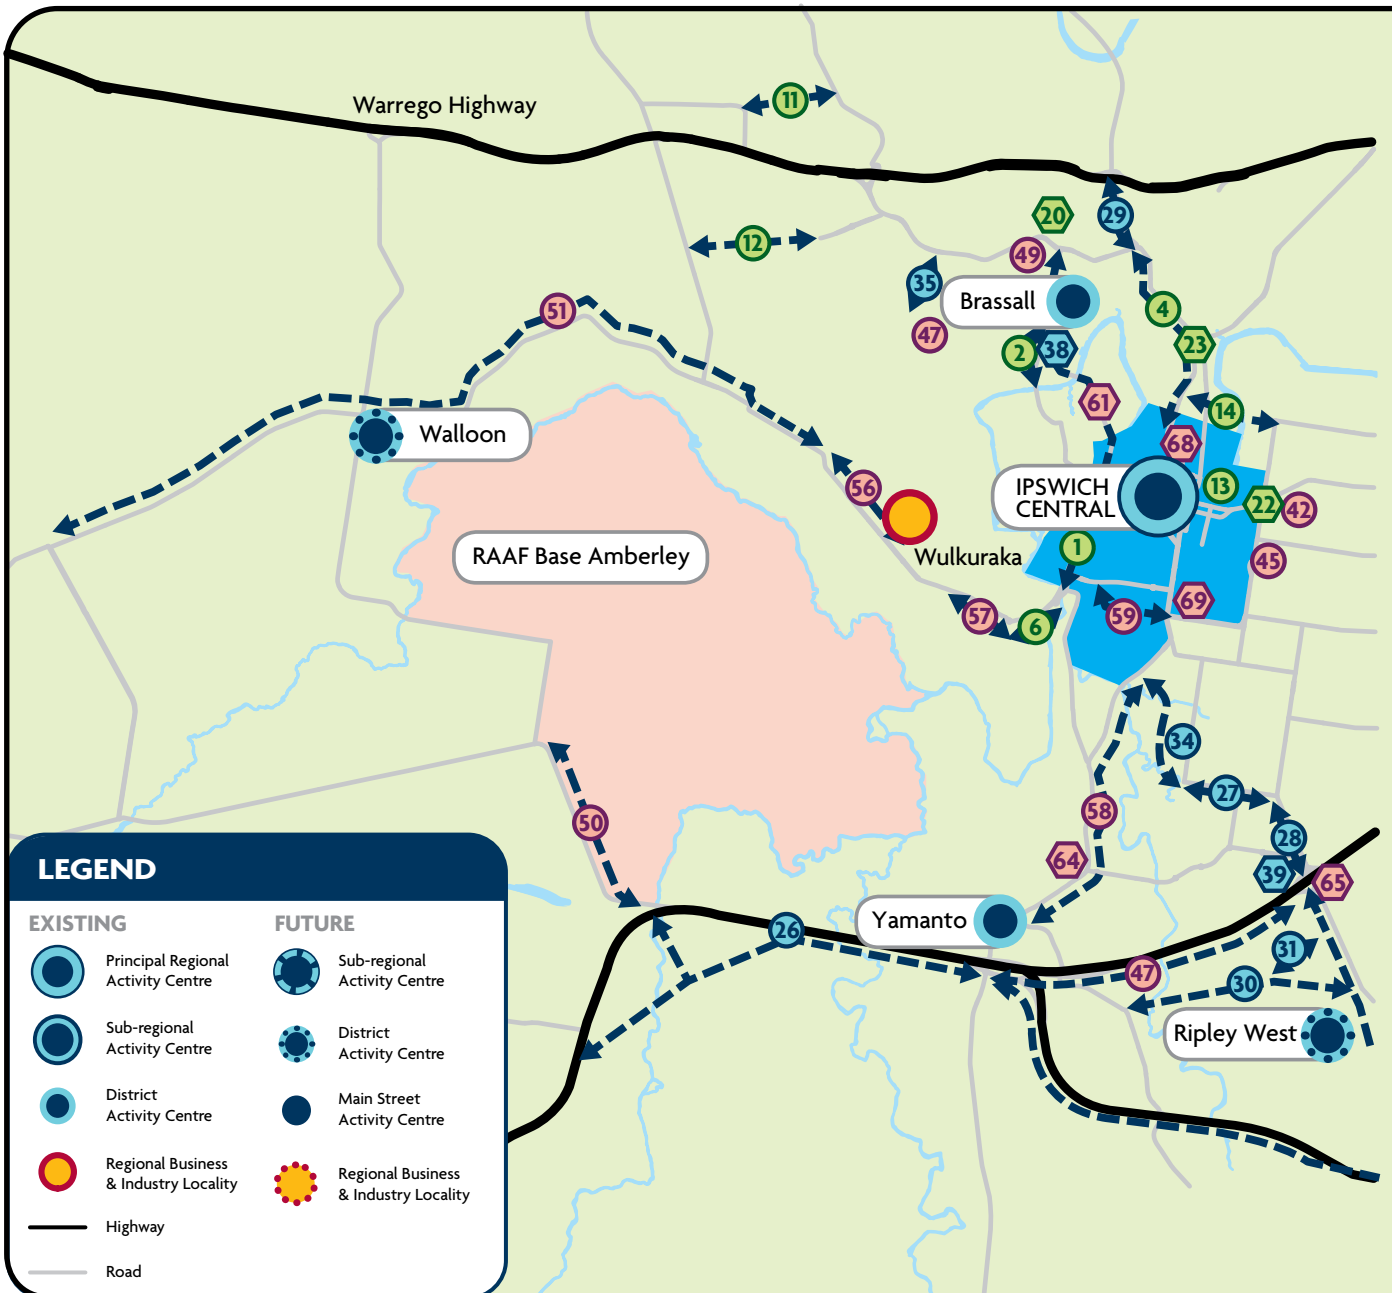 Warrego Highway
11
20
29
12
49
35
Brassall
51
4
47
2
38
23
61
14
Walloon
68
IPSWICH
CENTRAL
13
56
22
42
RAAF Base Amberley
Wulkuraka
1
45
57
6
59
69
34
27
50
58
28
64
39
65
Yamanto
26
31
47
30
Ripley West
LEGEND
EXISTING
Principal Regional
Activity Centre
Sub-regional
Activity Centre
District
Activity Centre
Regional Business
& Industry Locality
Highway
Road
FUTURE
Sub-regional
Activity Centre
District
Activity Centre
Main Street
Activity Centre
Regional Business
& Industry Locality